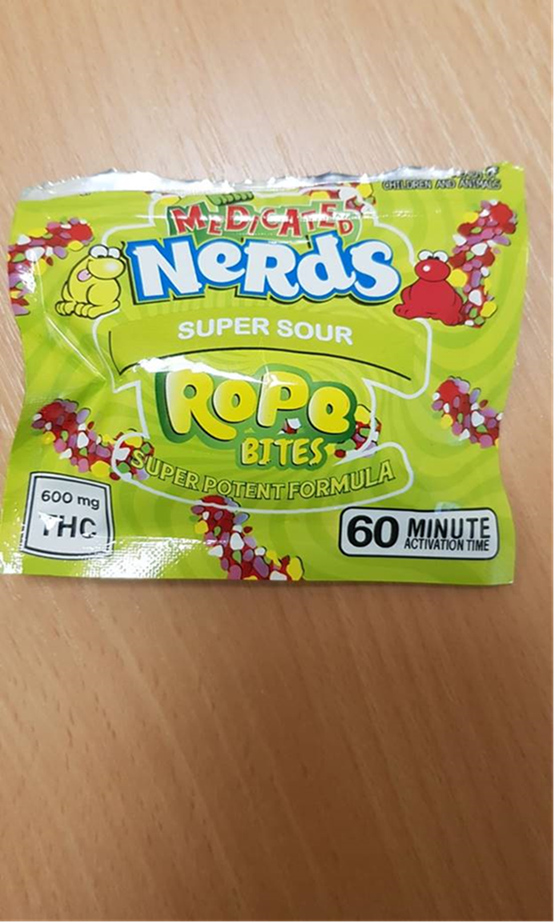 CHILDREN AND ANIMALS
MEDICATED
NeRdS
SUPER SOUR
RoPe
BITES
SUPER POTENT FORMULA
600 mg
THC
60 MINUTE
ACTIVATION TIME